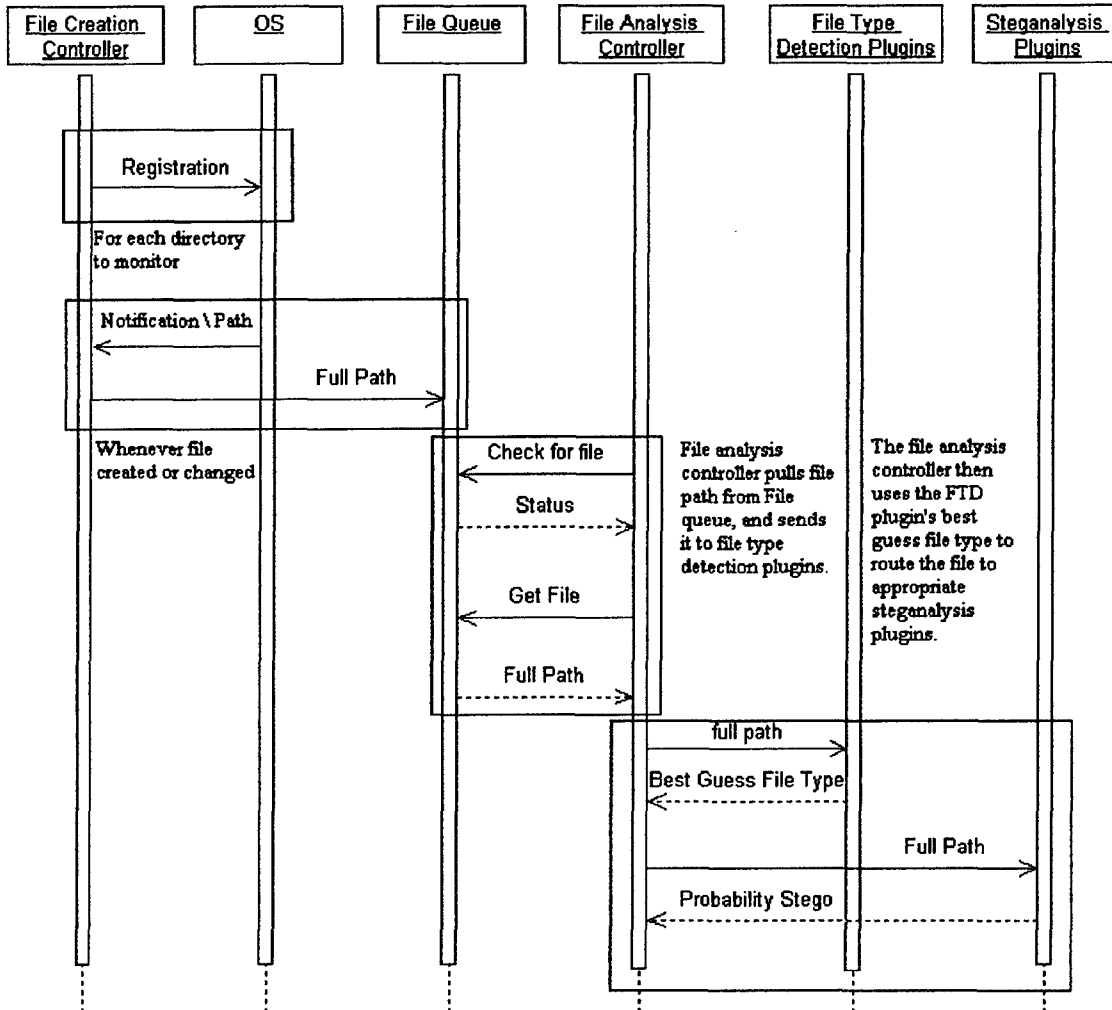 File Creation
Controller
OS
File Queue
File Analysis
Controller
File Type
Detection Plugins
Steganalysis
Plugins
Registration
For each directory
to monitor
Notification \ Path
Full Path
Whenever file
created or changed
Check for file
Status
Get File
Full Path
File analysis
controller pulls file
path from File
queue, and sends
it to file type
detection plugins.
The file analysis
controller then
uses the FTD
plugin's best
guess file type to
route the file to
appropriate
steganalysis
plugins.
full path
Best Guess File Type
Full Path
Probability Stego